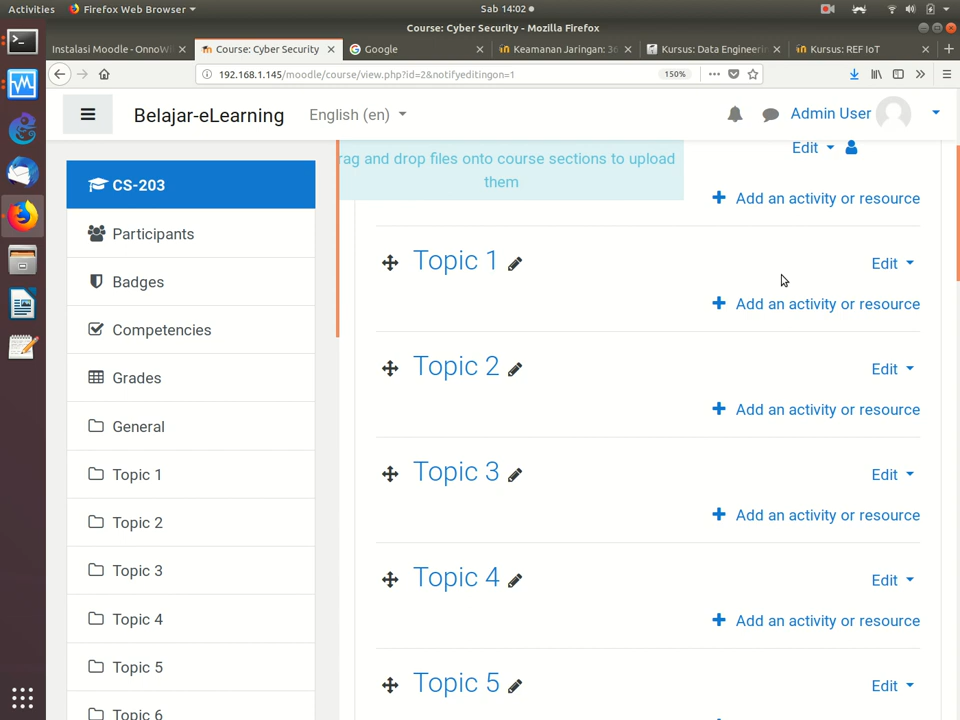 Activities Firefox Web Browser Sab 14:02
Course: Cyber Security - Mozilla Firefox
Instalasi Moodle - OnnoWi Course: Cyber Security Google Keamanan Jaringan: Kursus: Data Engineerin Kursus: REF IoT
192.168.1.145/moodle/course/view.php?id=2&notifyeditingon=1 150%
Belajar-eLearning English (en) Admin User
rag and drop files onto course sections to upload
them
Edit
Add an activity or resource
CS-203
Participants
Badges
Competencies
Grades
General
Topic 1
Topic 2
Topic 3
Topic 4
Topic 5
Topic 6
Topic 1 Edit
Add an activity or resource
Topic 2 Edit
Add an activity or resource
Topic 3 Edit
Add an activity or resource
Topic 4 Edit
Add an activity or resource
Topic 5 Edit